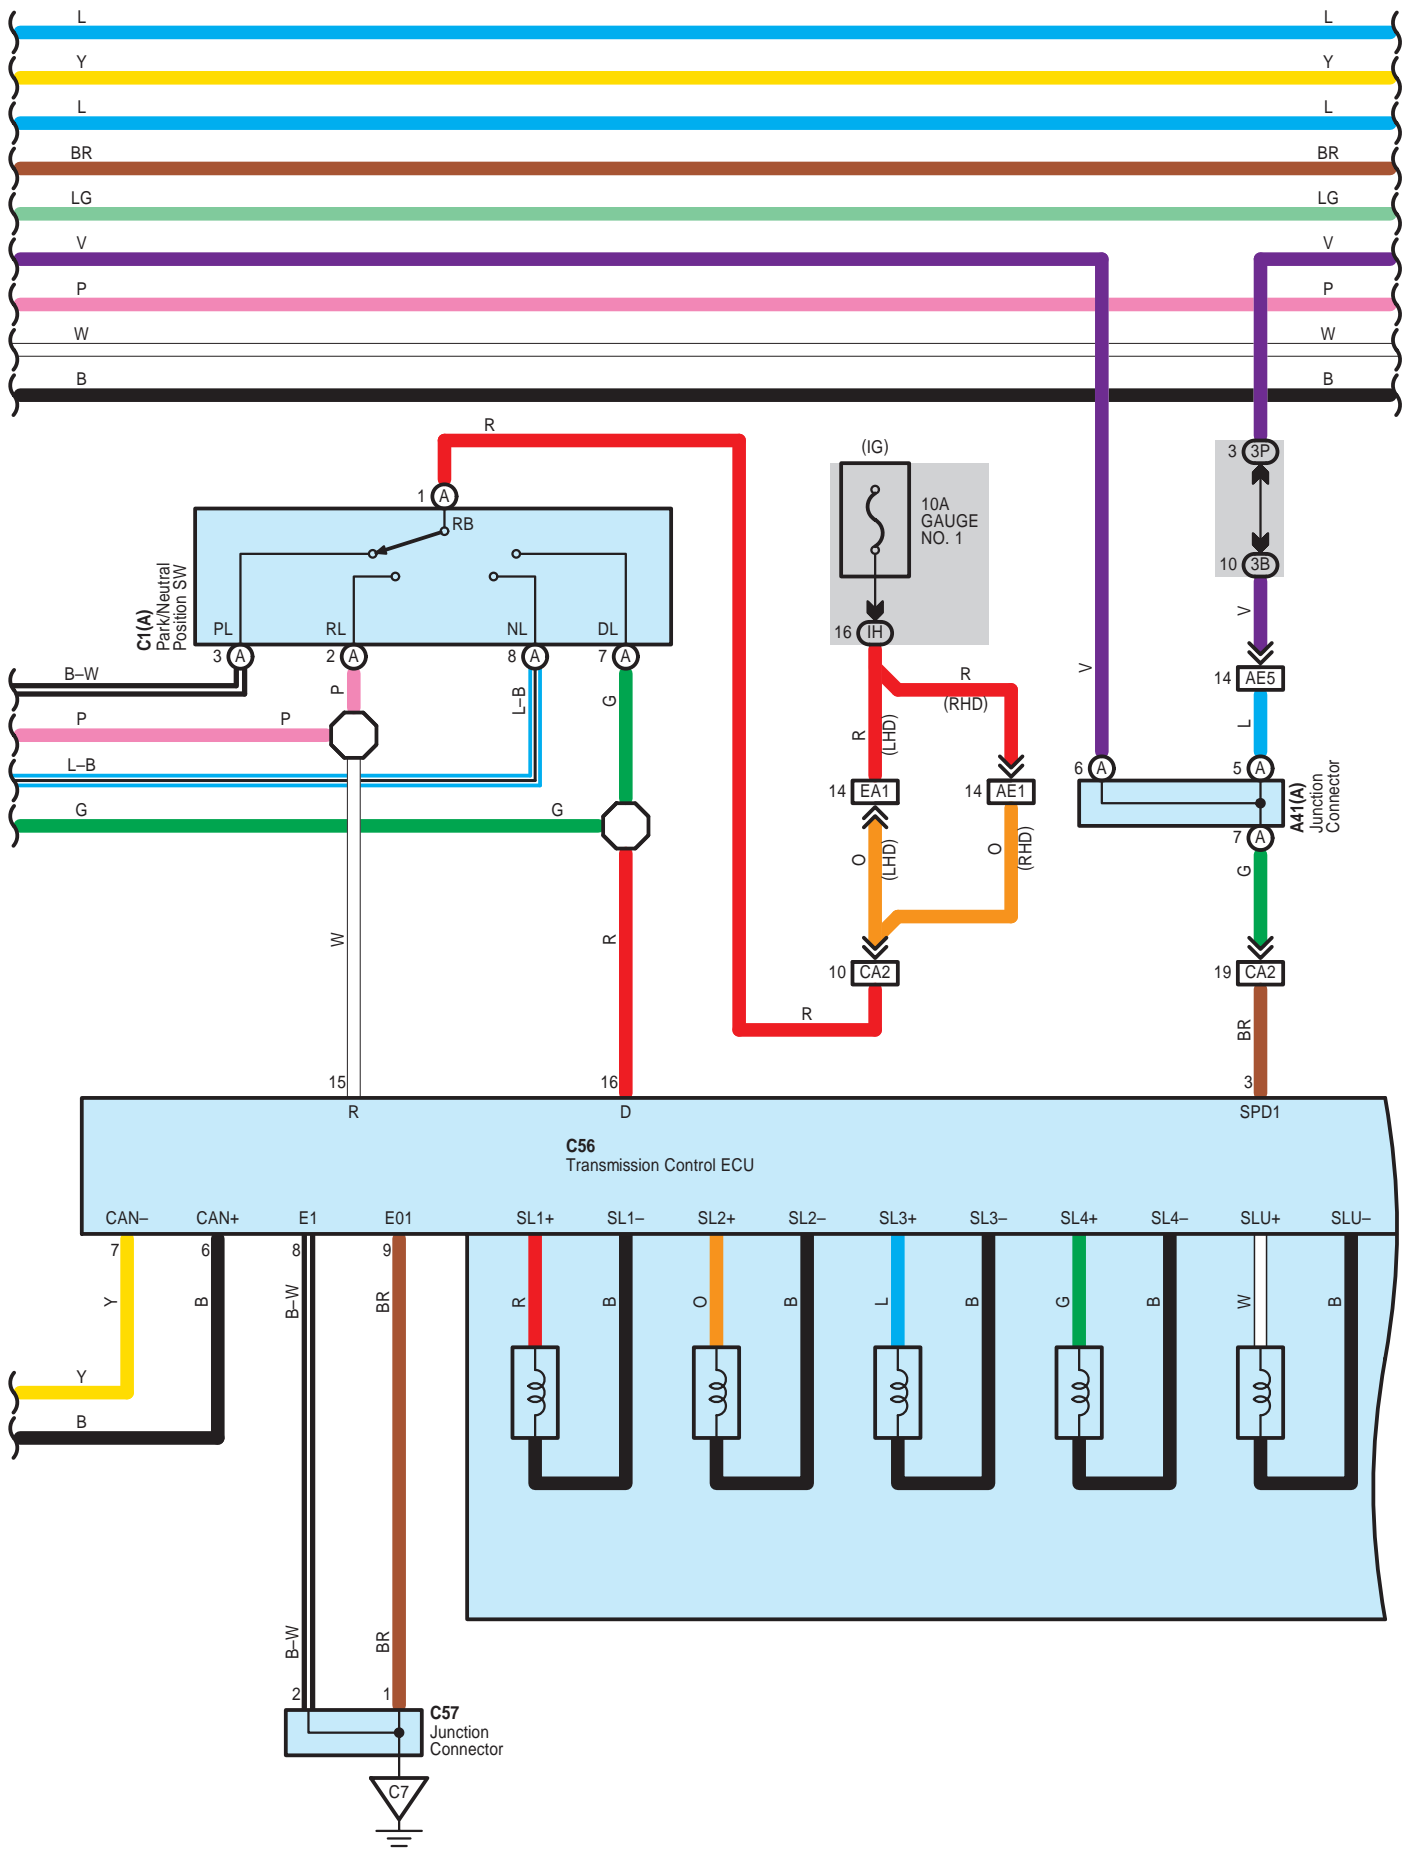 L L
Y Y
L L
BR BR
LG LG
V V
P P
W W
B B
R
(IG)
3 3P
1 A
RB
10A
GAUGE
NO. 1
C1(A)
Park/Neutral
Position SW
10 3B
PL RL NL DL
16 IH
V
3 A 2 A 8 A 7 A
B–W
P
L–B
G
R
(RHD)
14 AE5
V
P P
R
(LHD)
L
L–B
6 A 5 A
14 EA1 14 AE1
A41(A)
Junction
Connector
G G
7 A
O
(LHD)
O
(RHD)
G
W
R
10 CA2 19 CA2
R
BR
15 16 3
R D SPD1
C56
Transmission Control ECU
CAN– CAN+ E1 E01 SL1+ SL1– SL2+ SL2– SL3+ SL3– SL4+ SL4– SLU+ SLU–
7 6 8 9
Y B B–W BR R B O B L B G B W B
Y
B
B–W BR
2 1
C57
Junction
Connector
C7